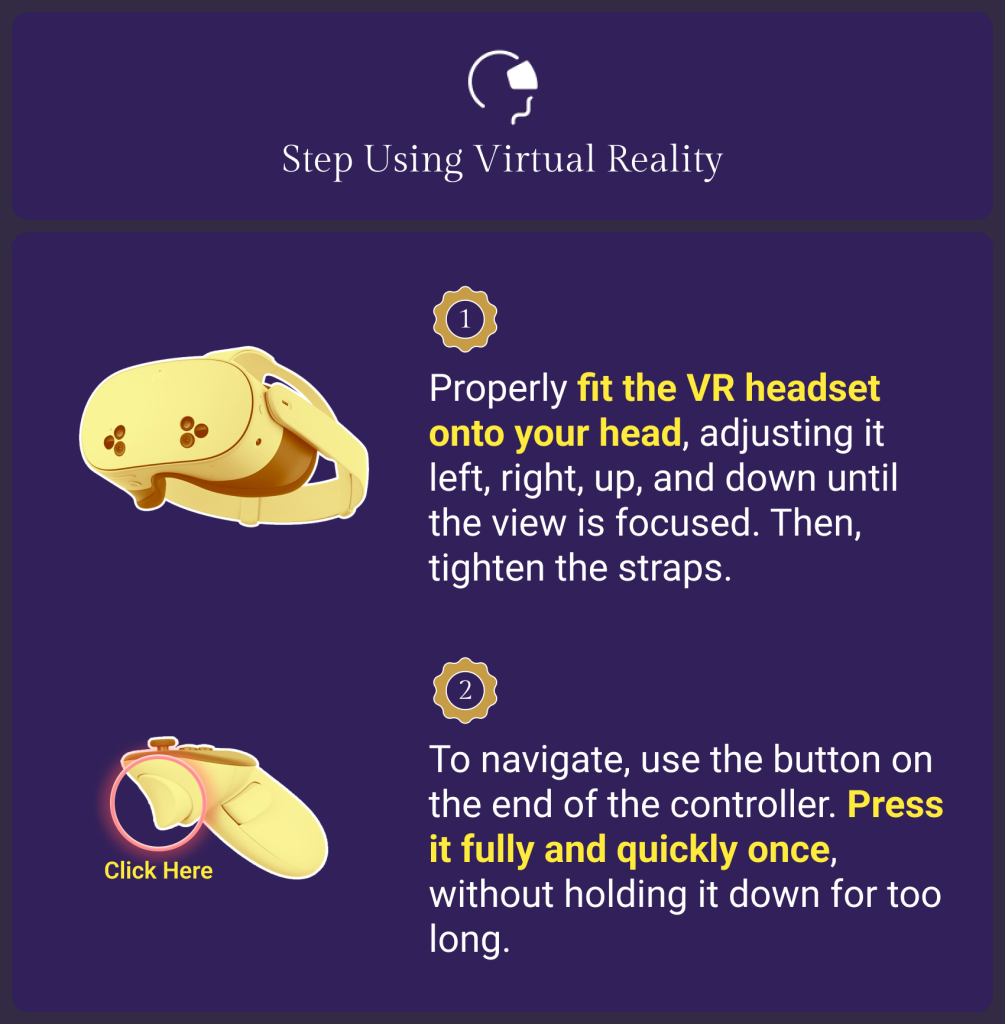 Step Using Virtual Reality
1
Properly fit the VR headset
onto your head, adjusting it
left, right, up, and down until
the view is focused. Then,
tighten the straps.
2
To navigate, use the button on
the end of the controller. Press
it fully and quickly once,
without holding it down for too
long.
Click Here